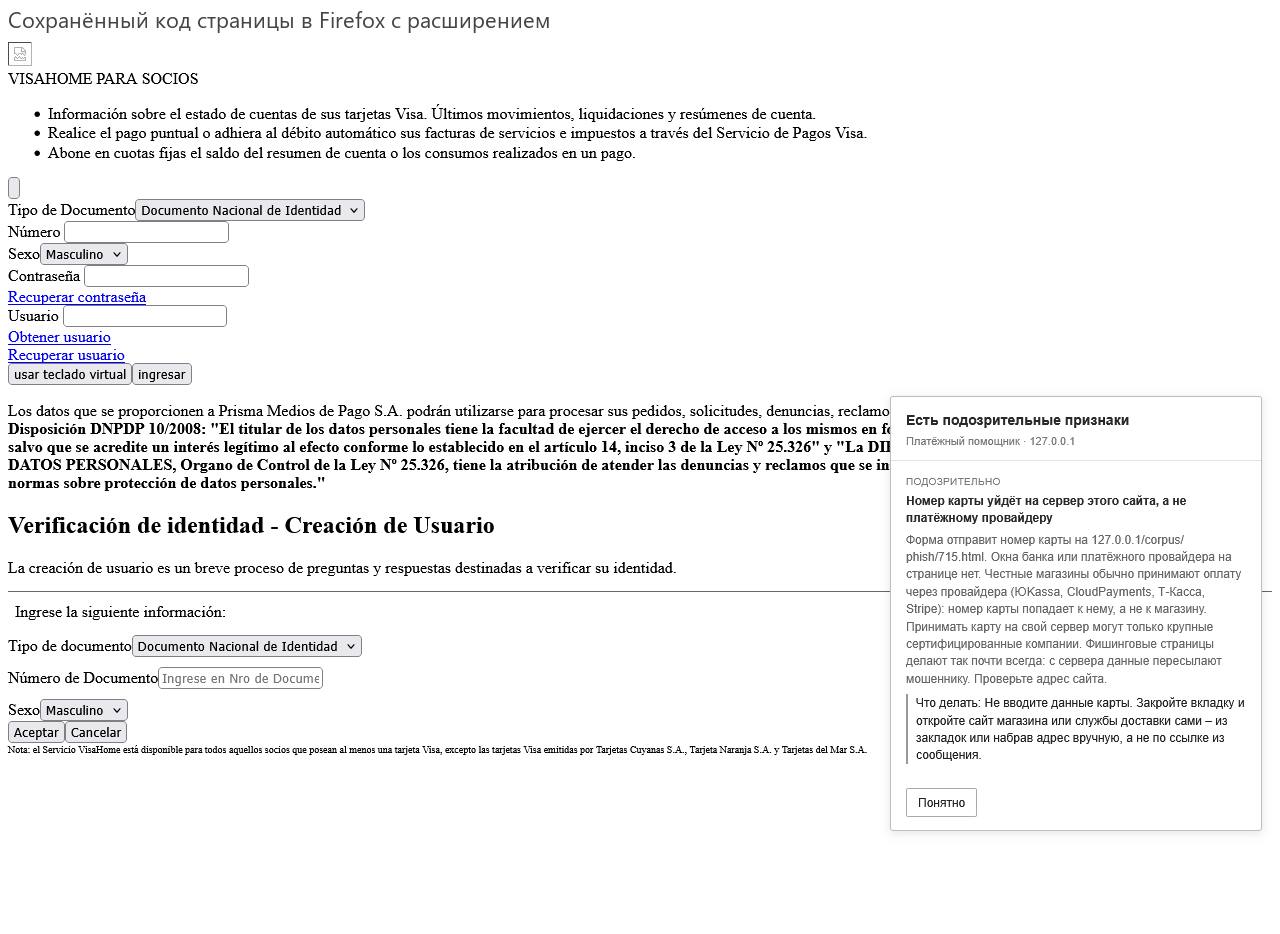 Сохранённый код страницы в Firefox с расширением
VISAHOME PARA SOCIOS
Información sobre el estado de cuentas de sus tarjetas Visa. Últimos movimientos, liquidaciones y resúmenes de cuenta.
Realice el pago puntual o adhiera al débito automático sus facturas de servicios e impuestos a través del Servicio de Pagos Visa.
Abone en cuotas fijas el saldo del resumen de cuenta o los consumos realizados en un pago.
Tipo de Documento Documento Nacional de Identidad
Número
Sexo Masculino
Contraseña
Recuperar contraseña
Usuario
Obtener usuario
Recuperar usuario
usar teclado virtual ingresar
Los datos que se proporcionen a Prisma Medios de Pago S.A. podrán utilizarse para procesar sus pedidos, solicitudes, denuncias, reclamo
Disposición DNPDP 10/2008: "El titular de los datos personales tiene la facultad de ejercer el derecho de acceso a los mismos en fo
salvo que se acredite un interés legítimo al efecto conforme lo establecido en el artículo 14, inciso 3 de la Ley Nº 25.326" y "La DI
DATOS PERSONALES, Organo de Control de la Ley Nº 25.326, tiene la atribución de atender las denuncias y reclamos que se in
normas sobre protección de datos personales."
Verificación de identidad - Creación de Usuario
La creación de usuario es un breve proceso de preguntas y respuestas destinadas a verificar su identidad.
Ingrese la siguiente información:
Tipo de documento Documento Nacional de Identidad
Número de Documento Ingrese en Nro de Docume
Sexo Masculino
Aceptar Cancelar
Nota: el Servicio VisaHome está disponible para todos aquellos socios que posean al menos una tarjeta Visa, excepto las tarjetas Visa emitidas por Tarjetas Cuyanas S.A., Tarjeta Naranja S.A. y Tarjetas del Mar S.A.
Есть подозрительные признаки
Платёжный помощник · 127.0.0.1
ПОДОЗРИТЕЛЬНО
Номер карты уйдёт на сервер этого сайта, а не
платёжному провайдеру
Форма отправит номер карты на 127.0.0.1/corpus/
phish/715.html. Окна банка или платёжного провайдера на
странице нет. Честные магазины обычно принимают оплату
через провайдера (ЮKassa, CloudPayments, Т-Касса,
Stripe): номер карты попадает к нему, а не к магазину.
Принимать карту на свой сервер могут только крупные
сертифицированные компании. Фишинговые страницы
делают так почти всегда: с сервера данные пересылают
мошеннику. Проверьте адрес сайта.
Что делать: Не вводите данные карты. Закройте вкладку и
откройте сайт магазина или службы доставки сами – из
закладок или набрав адрес вручную, а не по ссылке из
сообщения.
Понятно